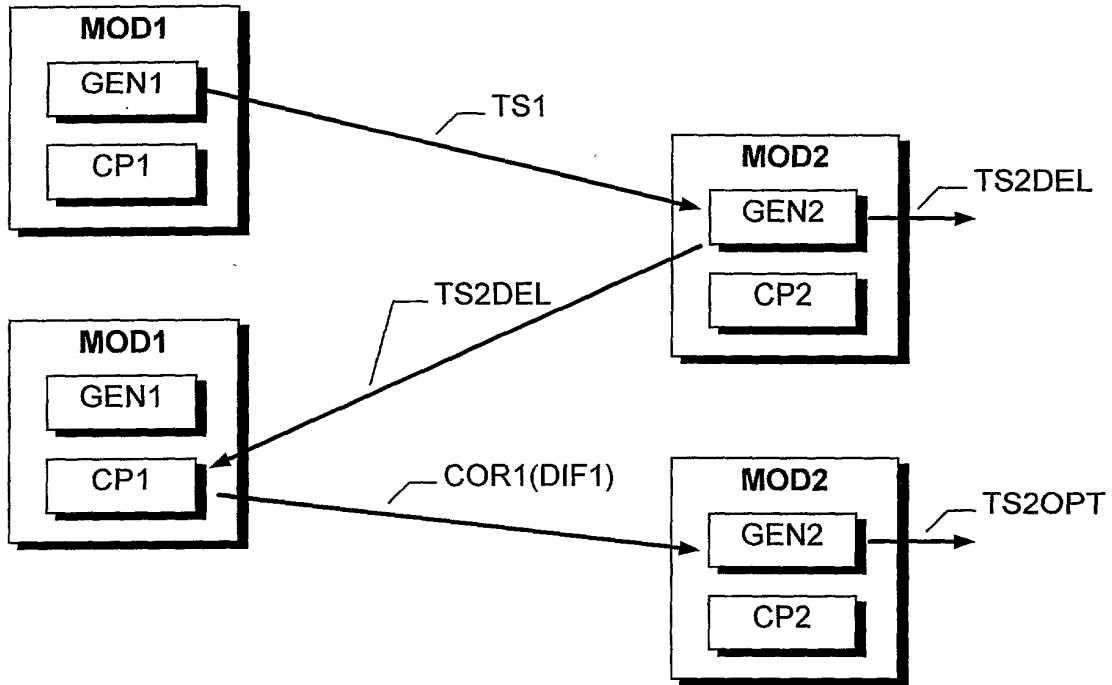 MOD1
GEN1
CP1
TS1
MOD2
GEN2
CP2
TS2DEL
TS2DEL
MOD1
GEN1
CP1
COR1(DIF1)
MOD2
GEN2
CP2
TS2OPT